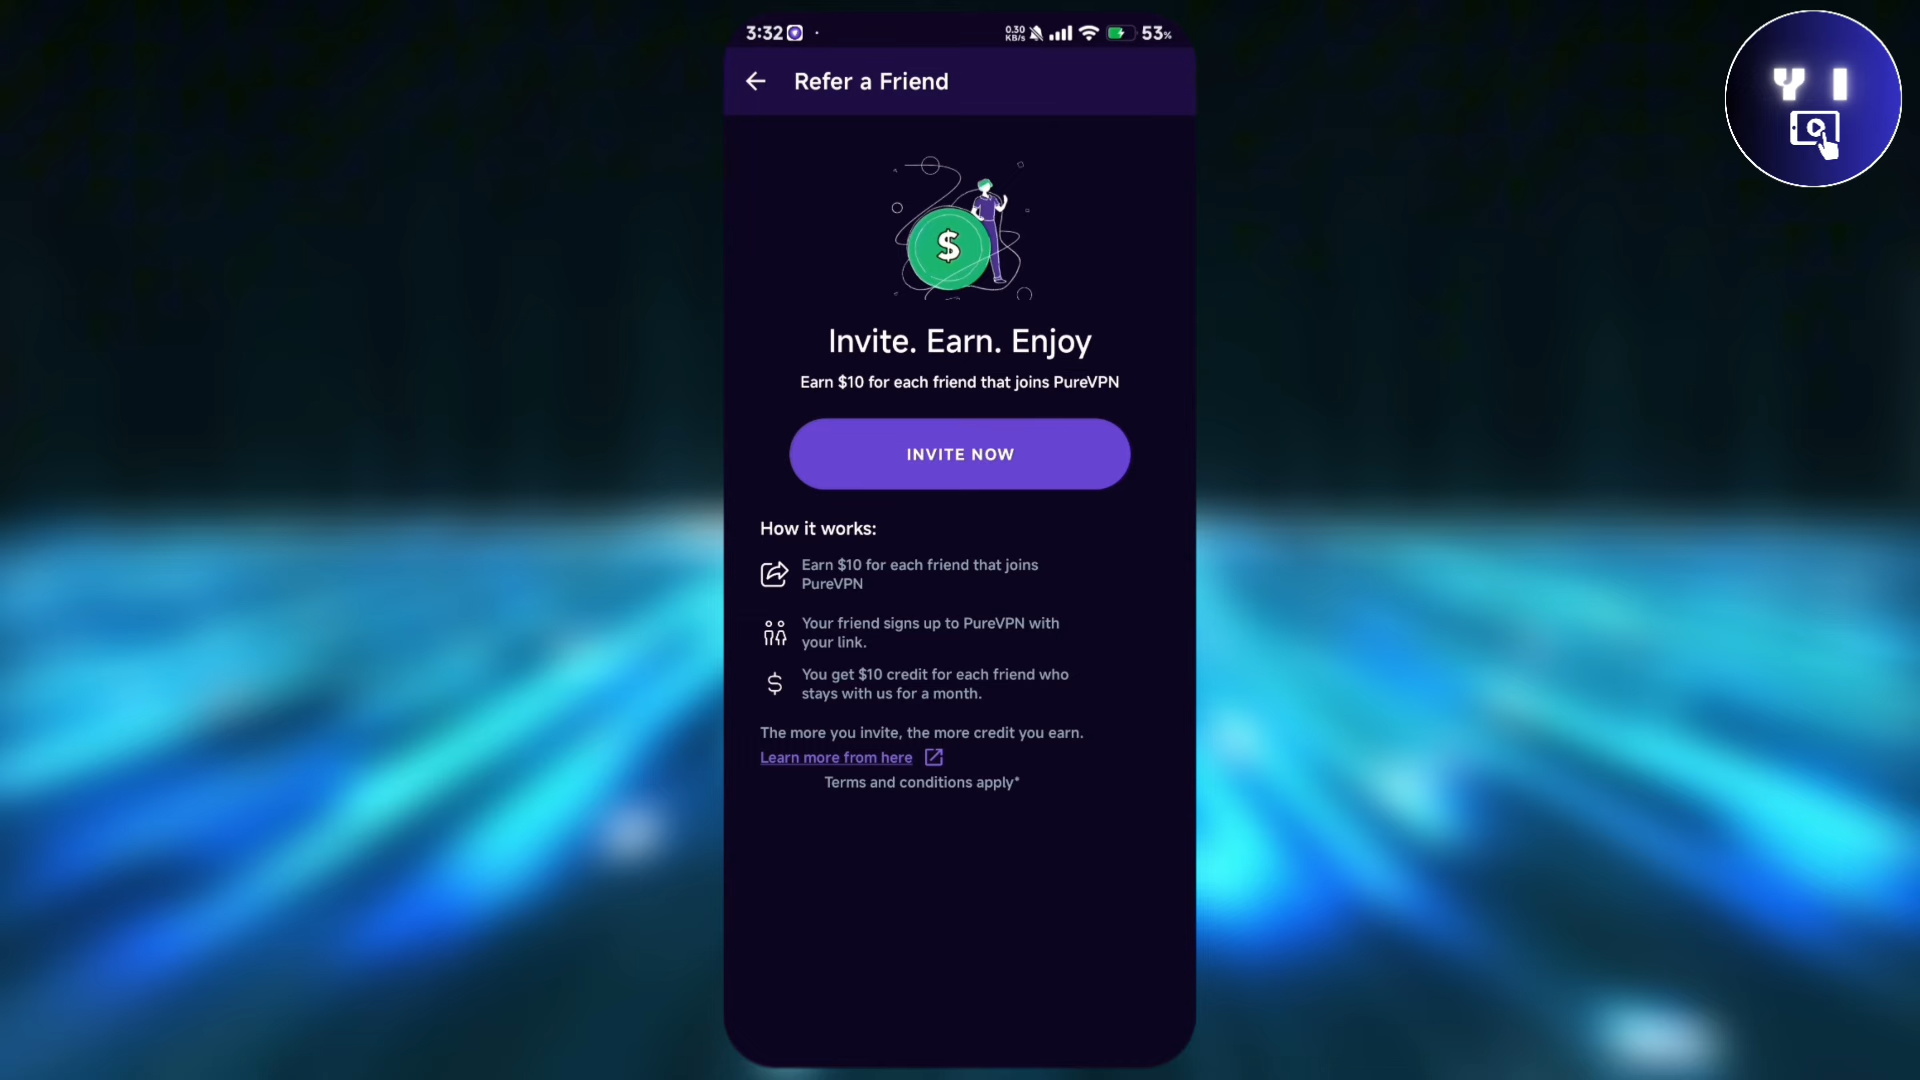 3:32
0.30
KB/s
53%
Refer a Friend
Y I
$
Invite. Earn. Enjoy
Earn $10 for each friend that joins PureVPN
INVITE NOW
How it works:
Earn $10 for each friend that joins
PureVPN
Your friend signs up to PureVPN with
your link.
$
You get $10 credit for each friend who
stays with us for a month.
The more you invite, the more credit you earn.
Learn more from here
Terms and conditions apply*